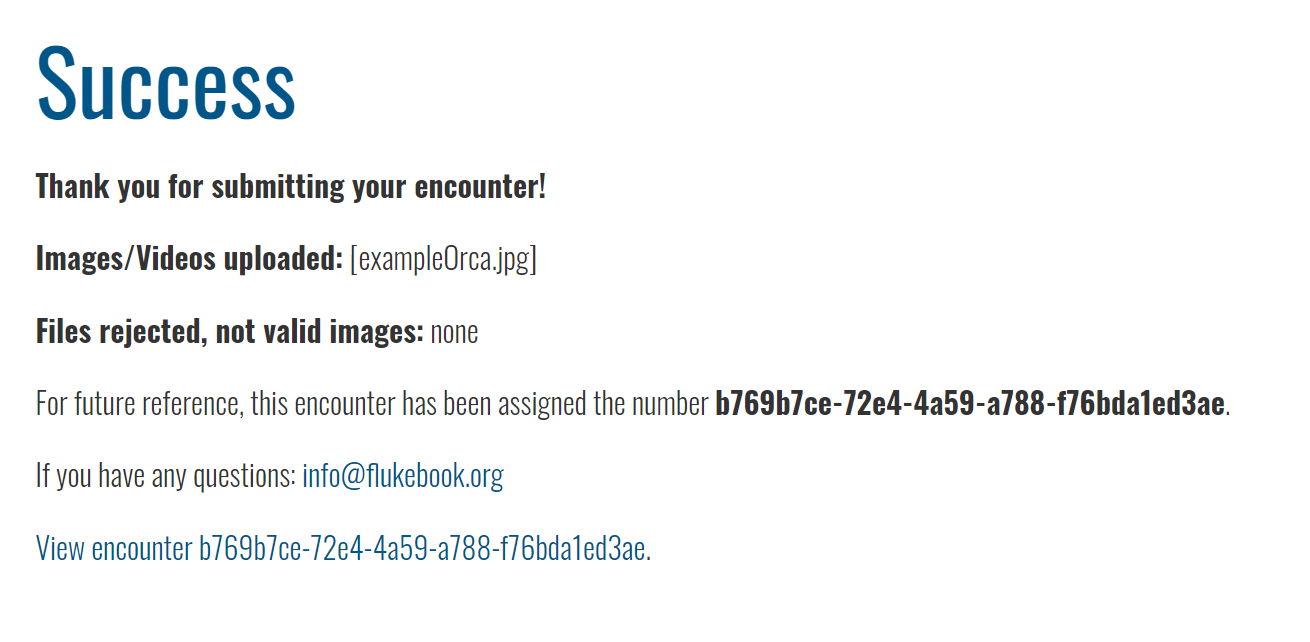 Success
Thank you for submitting your encounter!
Images/Videos uploaded: [exampleOrca.jpg]
Files rejected, not valid images: none
For future reference, this encounter has been assigned the number b769b7ce-72e4-4a59-a788-f76bda1ed3ae.
If you have any questions: info@flukebook.org
View encounter b769b7ce-72e4-4a59-a788-f76bda1ed3ae.